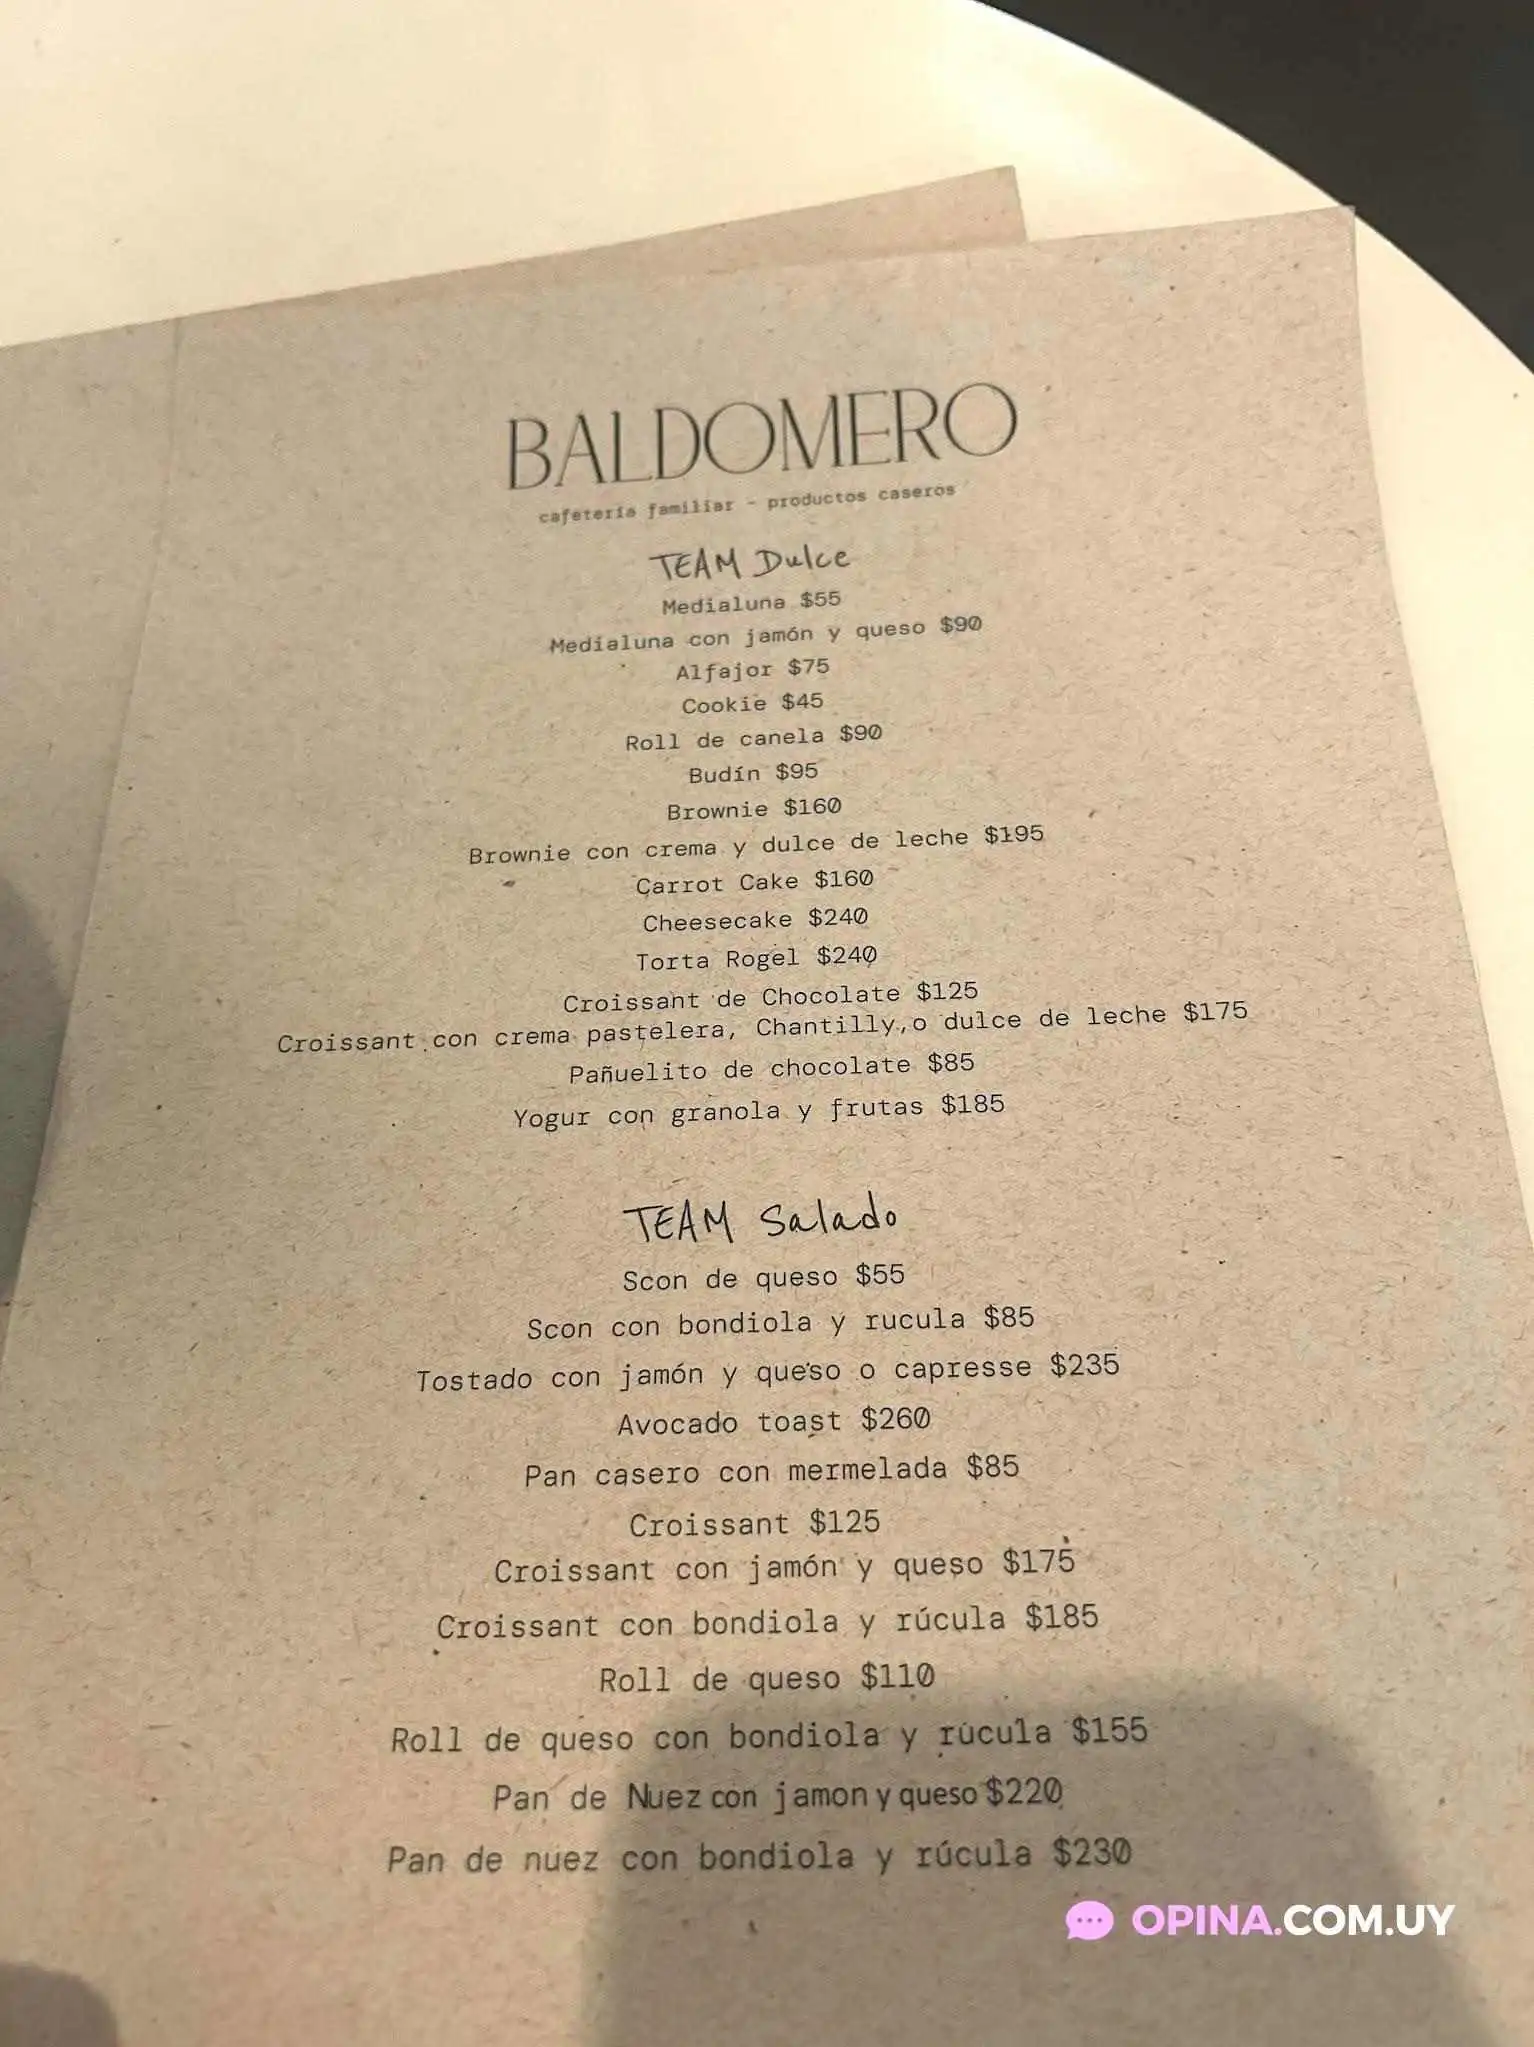 BALDOMERO
cafetería familiar - productos caseros
TEAM Dulce
Medialuna $55
Medialuna con jamón y queso $90
Alfajor $75
Cookie $45
Roll de canela $90
Budín $95
Brownie $160
Brownie con crema y dulce de leche $195
Carrot Cake $160
Cheesecake $240
Torta Rogel $240
Croissant de Chocolate $125
Croissant con crema pastelera, Chantilly,o dulce de leche $175
Pañuelito de chocolate $85
Yogur con granola y frutas $185
TEAM Salado
Scon de queso $55
Scon con bondiola y rucula $85
Tostado con jamón y queso o capresse $235
Avocado toast $260
Pan casero con mermelada $85
Croissant $125
Croissant con jamón y queso $175
Croissant con bondiola y rúcula $185
Roll de queso $110
Roll de queso con bondiola y rúcula $155
Pan de Nuez con jamon y queso $220
Pan de nuez con bondiola y rúcula $230
OPINA.COM.UY